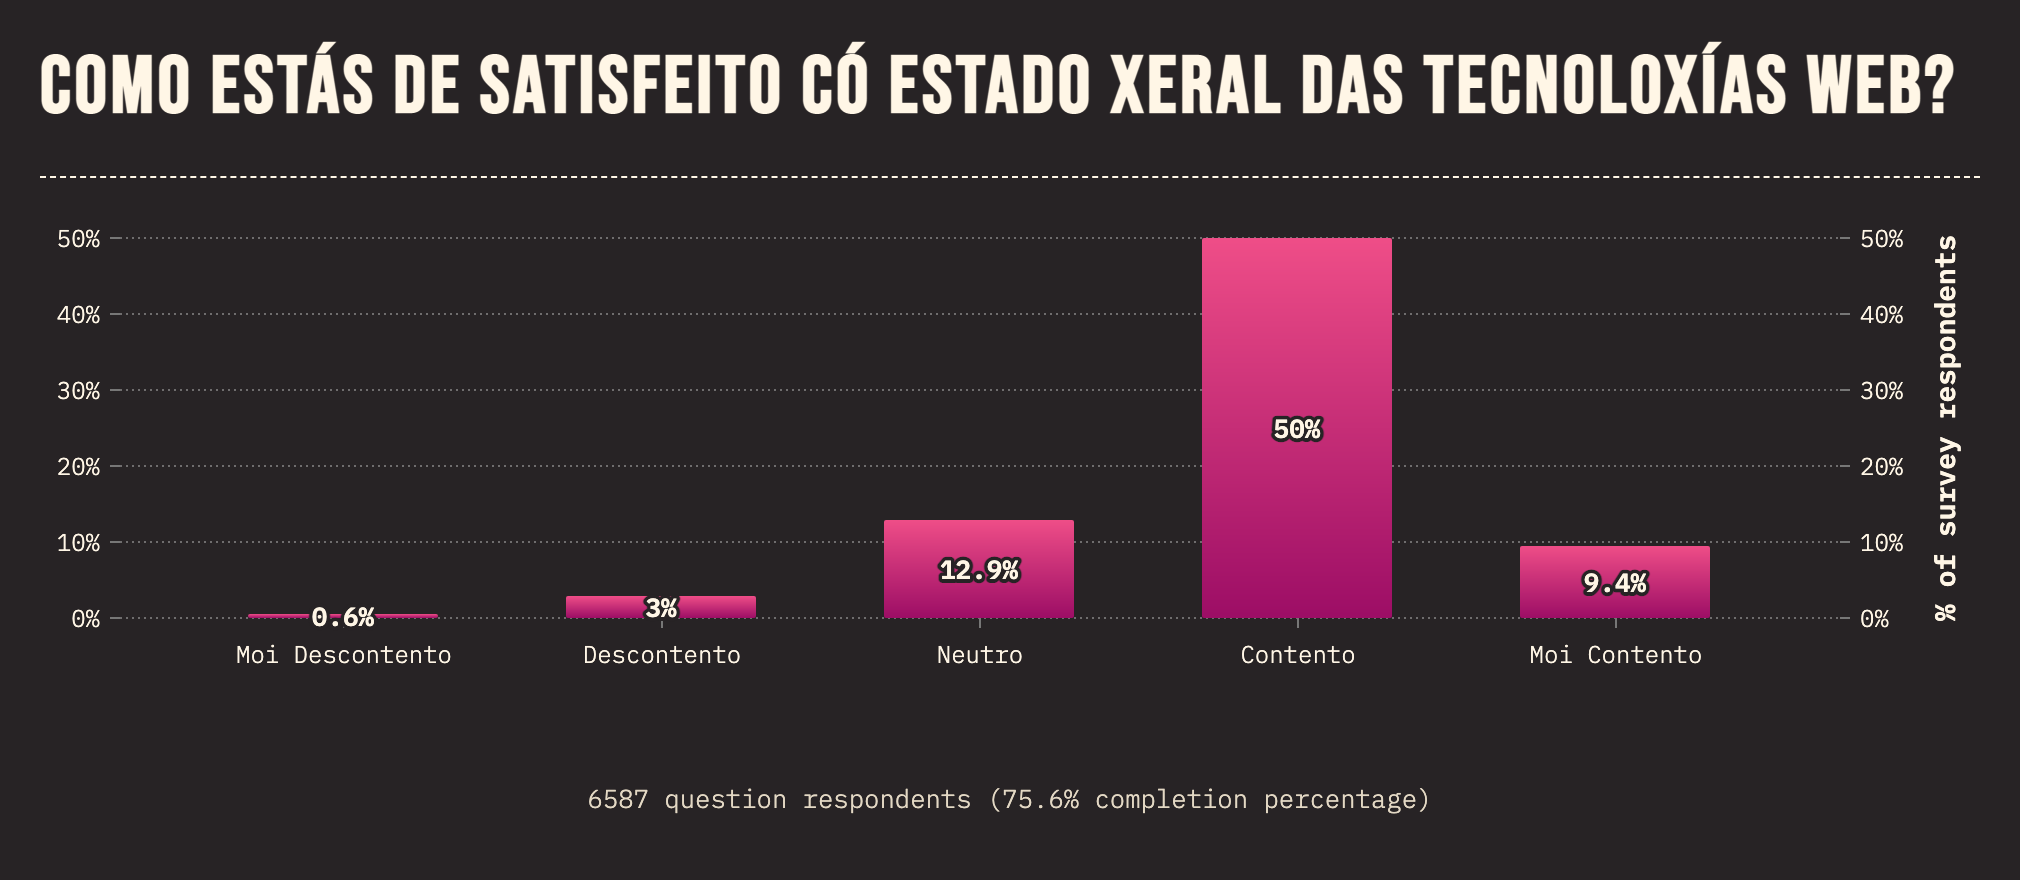 COMO ESTÁS DE SATISFEITO CÓ ESTADO XERAL DAS TECNOLOXÍAS WEB?
50%
40%
30%
20%
10%
0%
50%
40%
30%
20%
10%
0%
% of survey respondents
0.6%
3%
12.9%
50%
9.4%
Moi Descontento
Descontento
Neutro
Contento
Moi Contento
6587 question respondents (75.6% completion percentage)